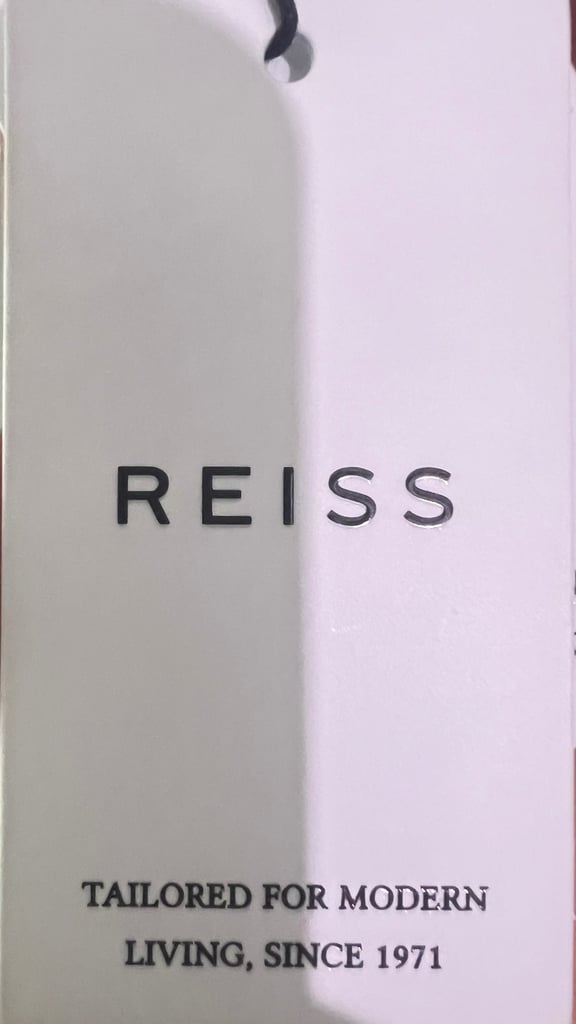 REISS
TAILORED FOR MODERN
LIVING, SINCE 1971